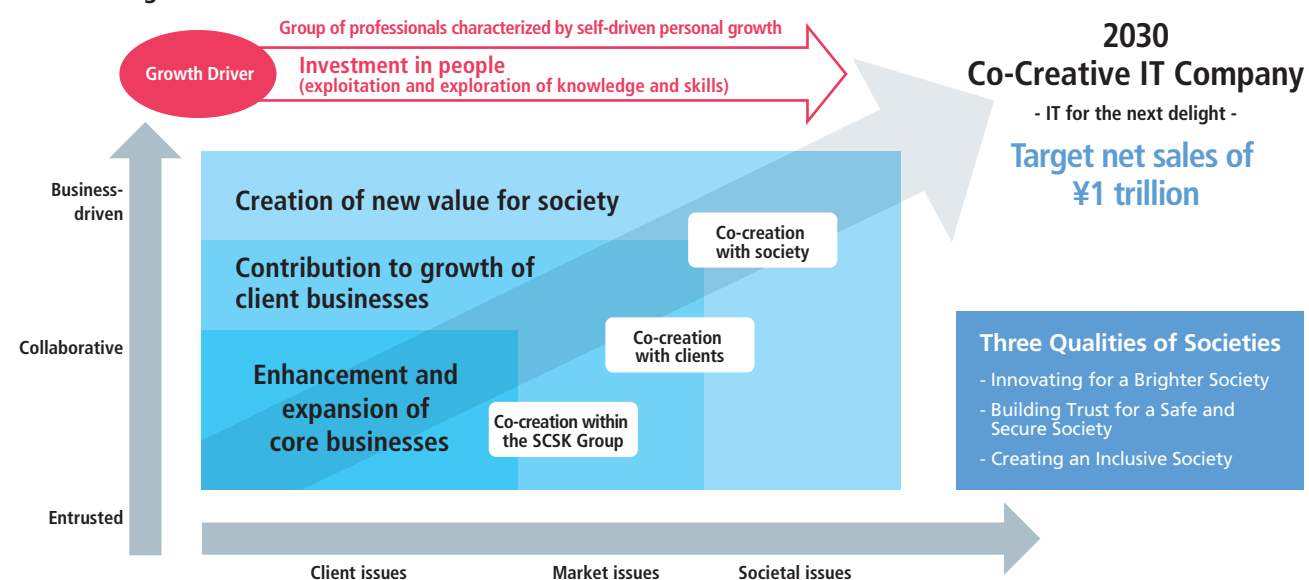 Group of professionals characterized by self-driven personal growth
Growth Driver
Investment in people
(exploitation and exploration of knowledge and skills)
2030
Co-Creative IT Company
- IT for the next delight -
Target net sales of
¥1 trillion
Business-
driven
Collaborative
Entrusted
Creation of new value for society
Co-creation
with society
Contribution to growth of
client businesses
Co-creation
with clients
Enhancement and
expansion of
core businesses
Co-creation within
the SCSK Group
Three Qualities of Societies
- Innovating for a Brighter Society
- Building Trust for a Safe and
Secure Society
- Creating an Inclusive Society
Client issues
Market issues
Societal issues